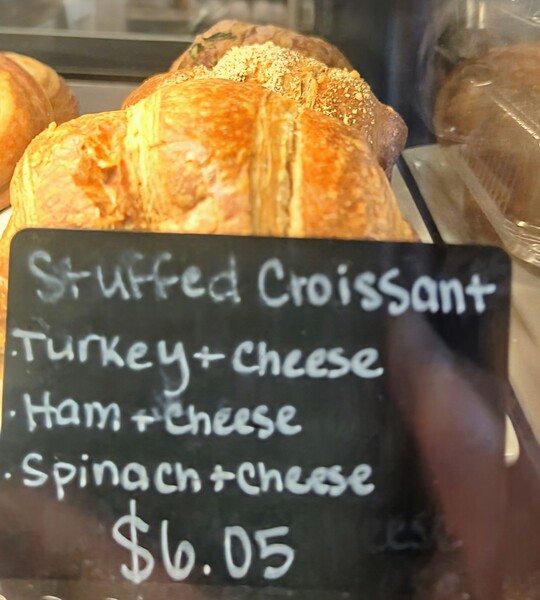 Stuffed Croissant
·Turkey+Cheese
·Ham+Cheese
·Spinach+Cheese
$6.05